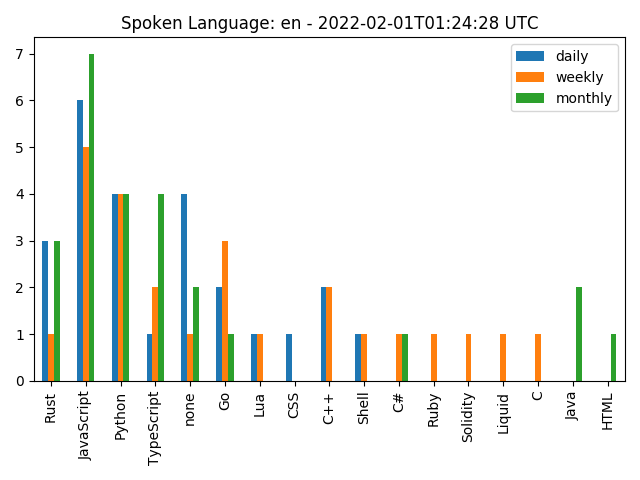 Spoken Language: en - 2022-02-01T01:24:28 UTC
daily
weekly
monthly
7
6
5
4
3
2
1
0
Rust
JavaScript
Python
TypeScript
none
Go
Lua
CSS
C++
Shell
C#
Ruby
Solidity
Liquid
C
Java
HTML